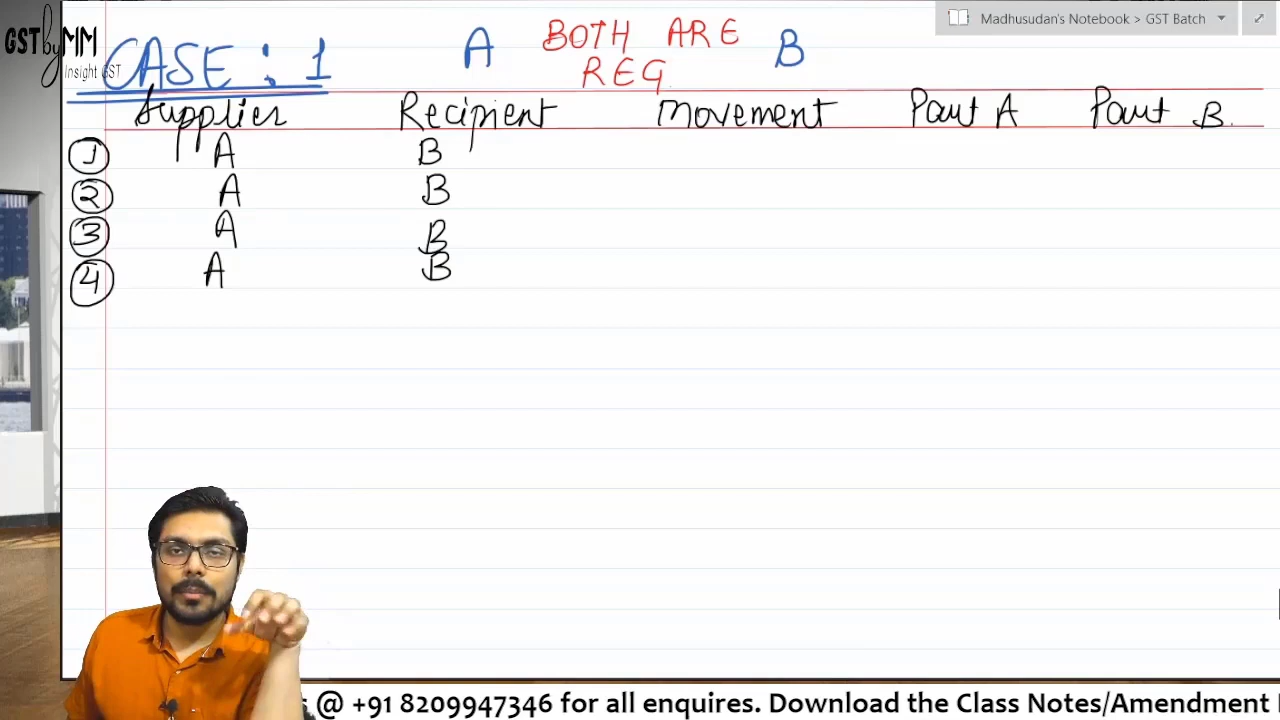 GST by MM
Insight GST
Madhusudan's Notebook > GST Batch
CASE : 1 A BOTH ARE REG B
Supplier Recipient Movement Part A Part B.
1 A B
2 A B
3 A B
4 A B
@ +91 8209947346 for all enquires. Download the Class Notes/Amendment